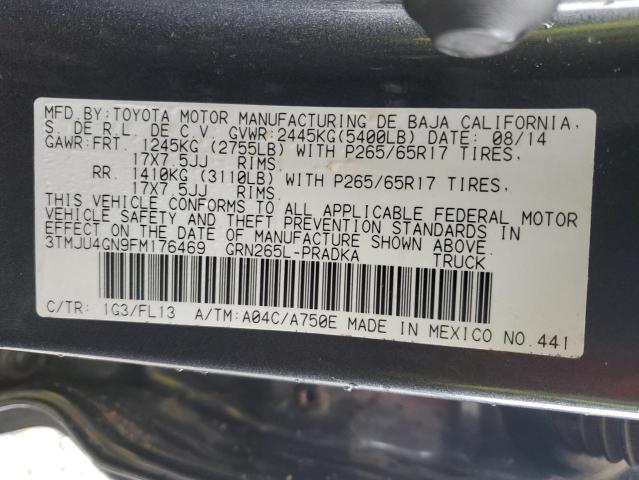 MFD.BY: TOYOTA MOTOR MANUFACTURING DE BAJA CALIFORNIA,
S. DE R.L. DE C.V. GVWR:2445KG(5400LB) DATE: 08/14
GAWR:FRT. 1245KG (2755LB) WITH P265/65R17 TIRES,
17X7.5JJ RIMS.
RR. 1410KG (3110LB) WITH P265/65R17 TIRES,
17X7.5JJ RIMS
THIS VEHICLE CONFORMS TO ALL APPLICABLE FEDERAL MOTOR
VEHICLE SAFETY AND THEFT PREVENTION STANDARDS IN
EFFECT ON THE DATE OF MANUFACTURE SHOWN ABOVE.
3TMJU4GN9FM176469 GRN265L-PRADKA TRUCK
C/TR: 1G3/FL13 A/TM:A04C/A750E MADE IN MEXICO NO.441